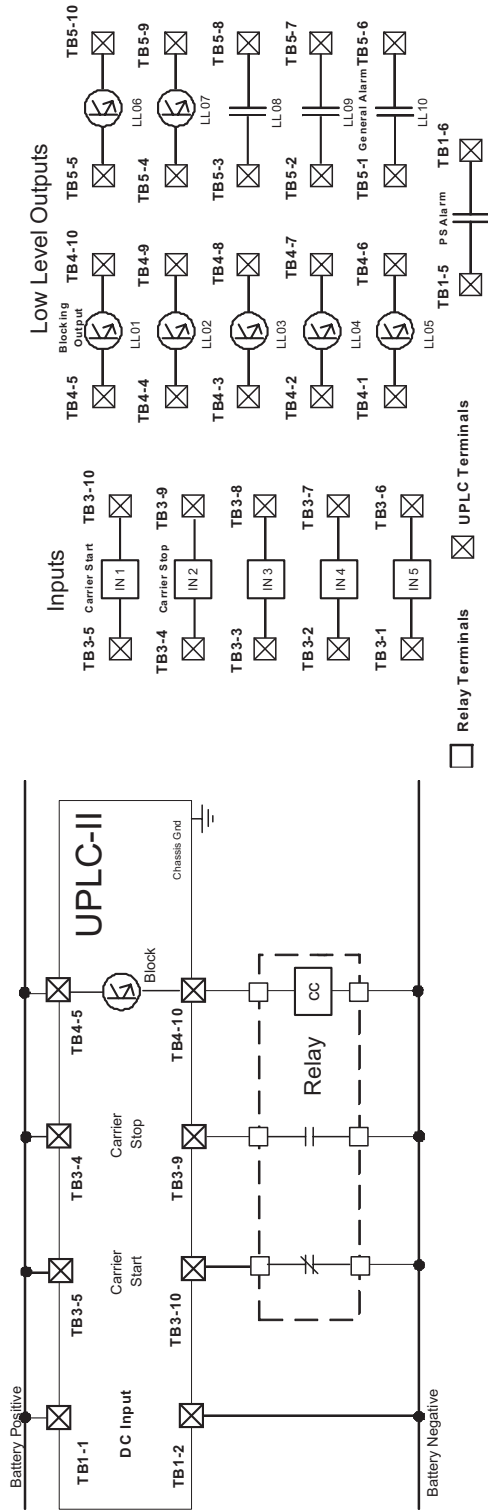 Battery Positive
UPLC-II
TB1-1
TB3-5
TB3-4
TB4-5
DC Input
Carrier
Start
Carrier
Stop
Block
Chassis Gnd
TB1-2
TB3-10
TB3-9
TB4-10
Relay
CC
Battery Negative
Inputs
TB3-5
Carrier Start
TB3-10
IN 1
TB3-4
Carrier Stop
TB3-9
IN 2
TB3-3
TB3-8
IN 3
TB3-2
TB3-7
IN 4
TB3-1
TB3-6
IN 5
Relay Terminals
UPLC Terminals
Low Level Outputs
TB4-5
Blocking
Output
TB4-10
LL01
TB4-4
TB4-9
LL02
TB4-3
TB4-8
LL03
TB4-2
TB4-7
LL04
TB4-1
TB4-6
LL05
TB5-5
TB5-10
LL06
TB5-4
TB5-9
LL07
TB5-3
TB5-8
LL08
TB5-2
TB5-7
LL09
TB5-1
General Alarm
TB5-6
LL10
TB1-5
PS Alarm
TB1-6